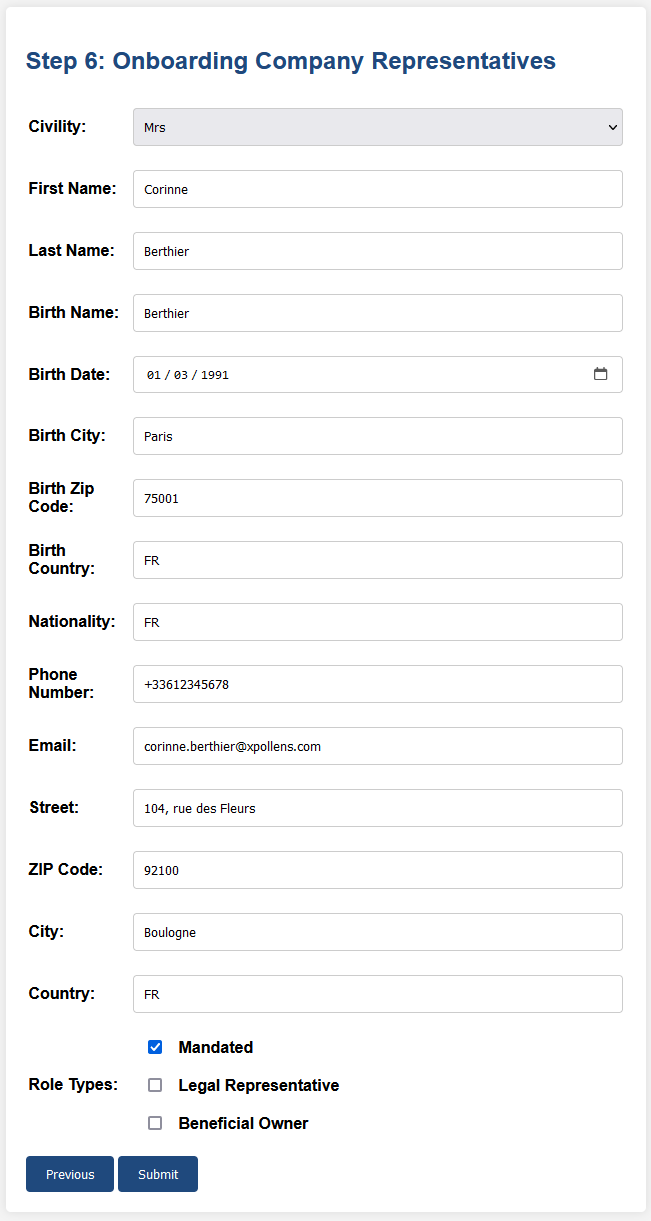 Step 6: Onboarding Company Representatives
Civility: Mrs
First Name: Corinne
Last Name: Berthier
Birth Name: Berthier
Birth Date: 01 / 03 / 1991
Birth City: Paris
Birth Zip
Code: 75001
Birth
Country: FR
Nationality: FR
Phone
Number: +33612345678
Email: corinne.berthier@xpollens.com
Street: 104, rue des Fleurs
ZIP Code: 92100
City: Boulogne
Country: FR
Role Types:
Mandated
Legal Representative
Beneficial Owner
Previous Submit